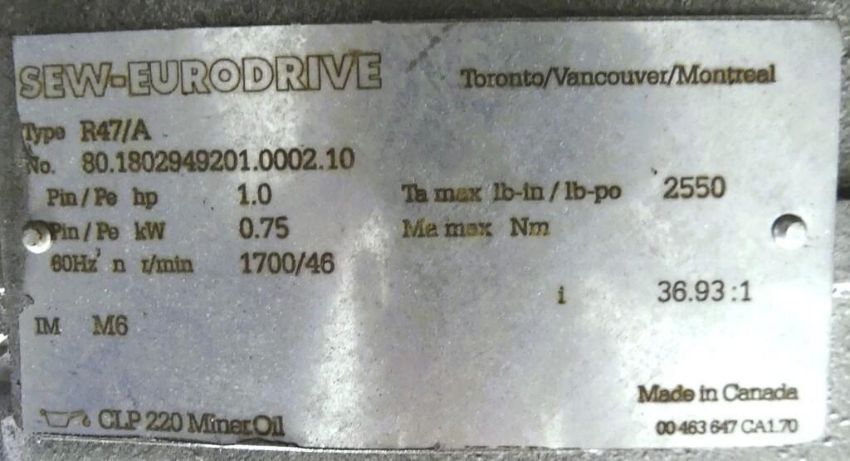 SEW-EURODRIVE Toronto/Vancouver/Montreal
Type R47/A
No. 80.1802949201.0002.10
Pin/Pe hp 1.0 Ta max lb-in/lb-po 2550
Pin/Pe kW 0.75 Ma max Nm
60Hz n r/min 1700/46
i 36.93:1
IM M6
Made in Canada
CLP 220 Miner.Oil 00 463 647 CA1.70